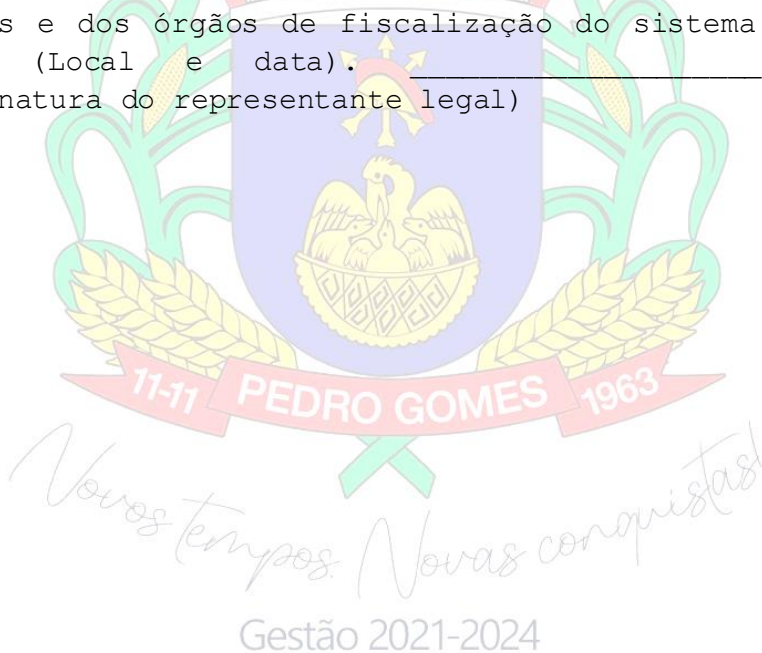 s e dos órgãos de fiscalização do sistema
(Local e data). ____________________
natura do representante legal)
11-11 PEDRO GOMES 1963
Novos tempos. Novas conquistas!
Gestão 2021-2024